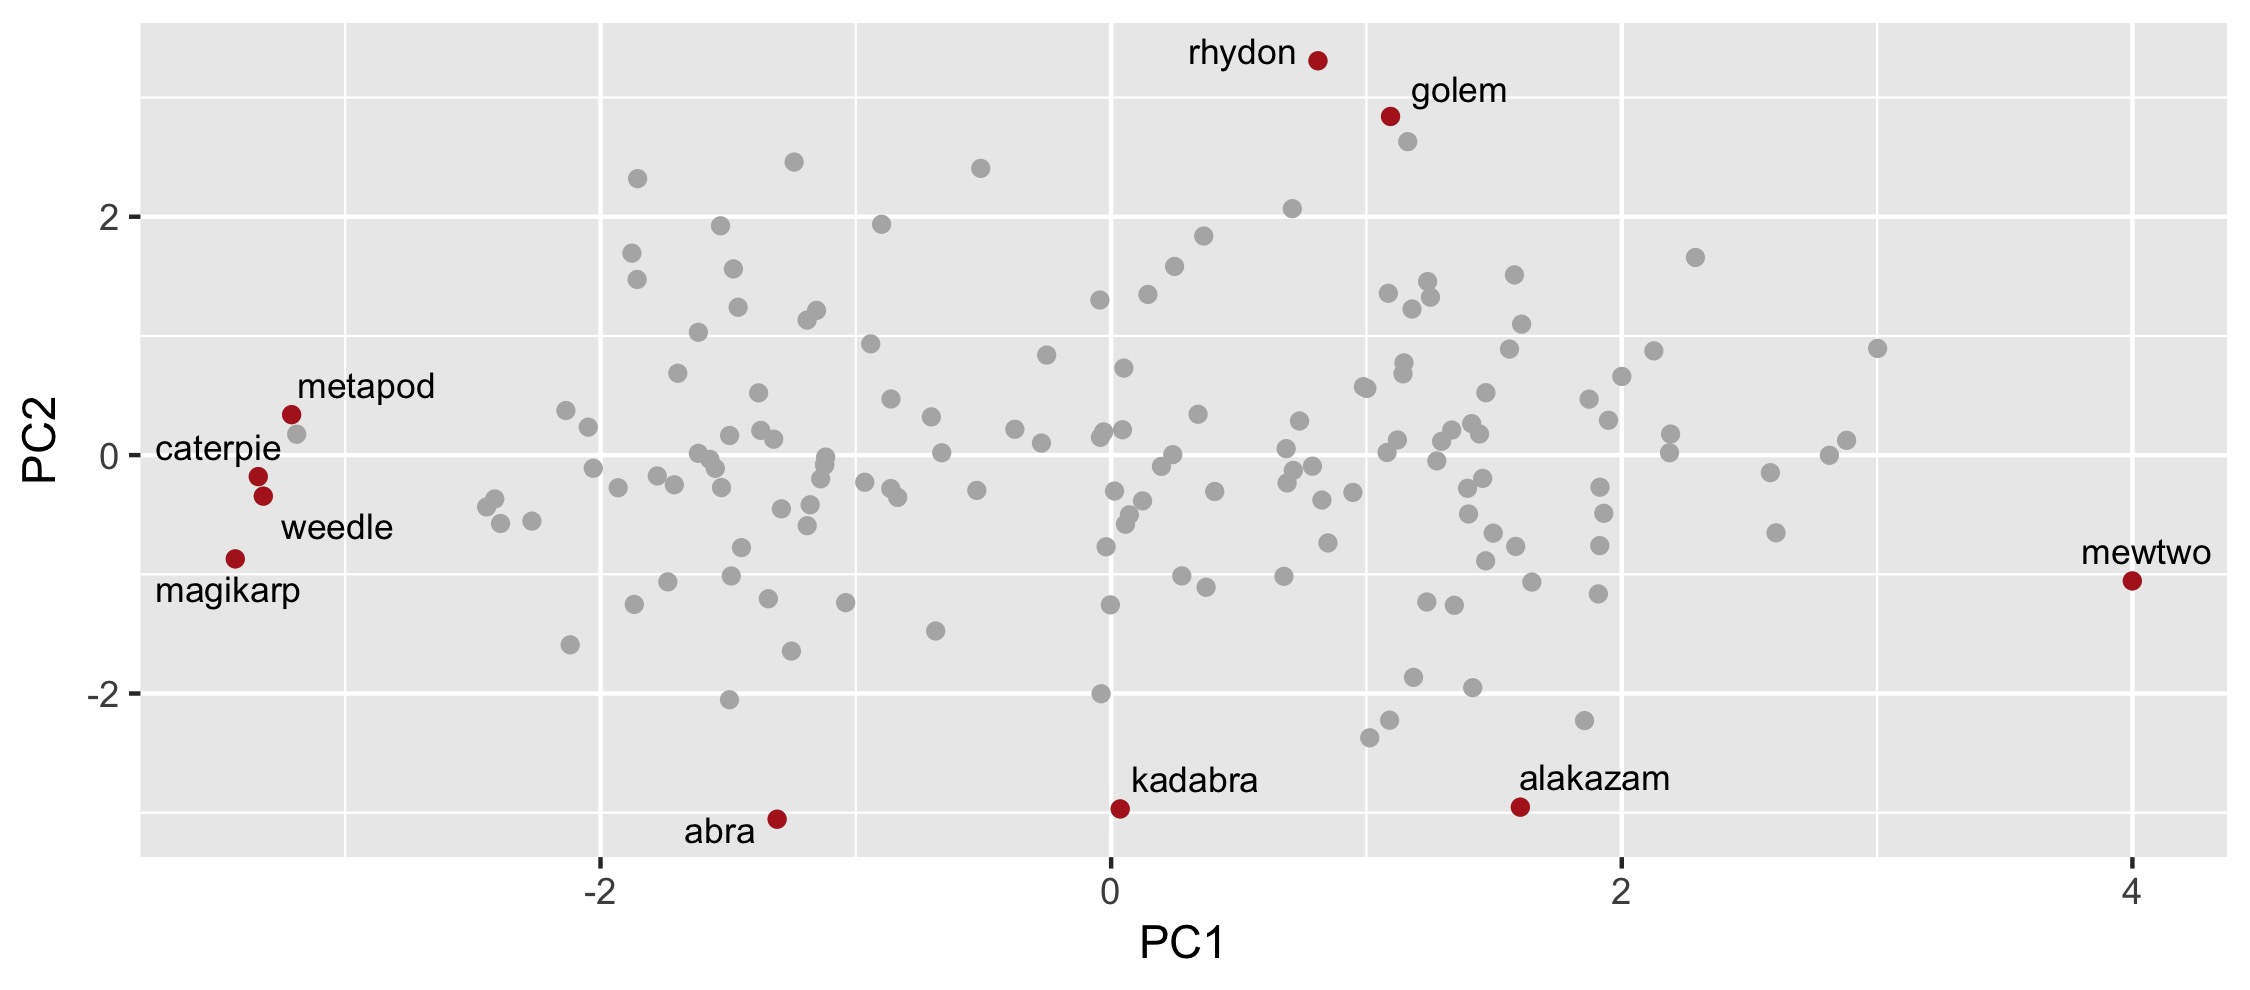 rhydon
golem
2
metapod
PC2
caterpie
0
weedle
mewtwo
magikarp
-2
kadabra
alakazam
abra
-2
0
2
4
PC1